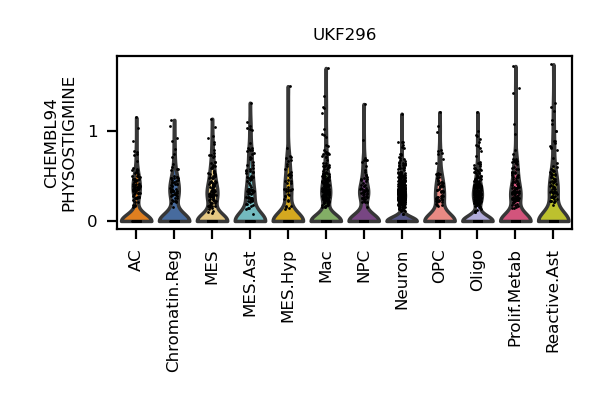 UKF296
CHEMBL94
PHYSOSTIGMINE
1
0
AC
Chromatin.Reg
MES
MES.Ast
MES.Hyp
Mac
NPC
Neuron
OPC
Oligo
Prolif.Metab
Reactive.Ast